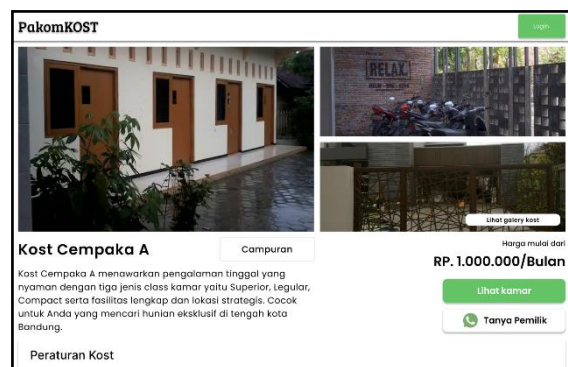 PakomKOST
Login
RELAX.
Lihat galery kost
Kost Cempaka A
Campuran
Harga mulai dari
RP. 1.000.000/Bulan
Kost Cempaka A menawarkan pengalaman tinggal yang
nyaman dengan tiga jenis class kamar yaitu Superior, Legular,
Compact serta fasilitas lengkap dan lokasi strategis. Cocok
untuk Anda yang mencari hunian eksklusif di tengah kota
Bandung.
Lihat kamar
Tanya Pemilik
Peraturan Kost